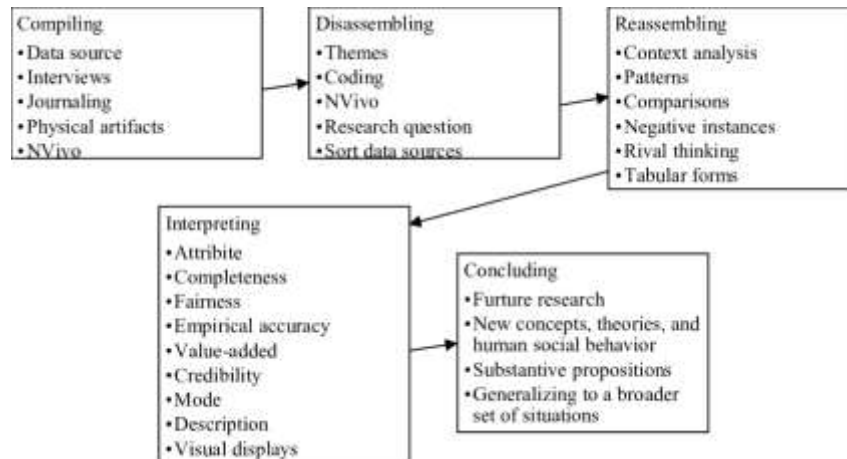 Compiling
•Data source
•Interviews
•Journaling
•Physical artifacts
•NVivo
Disassembling
•Themes
•Coding
•NVivo
•Research question
•Sort data sources
Reassembling
•Context analysis
•Patterns
•Comparisons
•Negative instances
•Rival thinking
•Tabular forms
Interpreting
•Attribite
•Completeness
•Fairness
•Empirical accuracy
•Value-added
•Credibility
•Mode
•Description
•Visual displays
Concluding
•Furture research
•New concepts, theories, and
human social behavior
•Substantive propositions
•Generalizing to a broader
set of situations